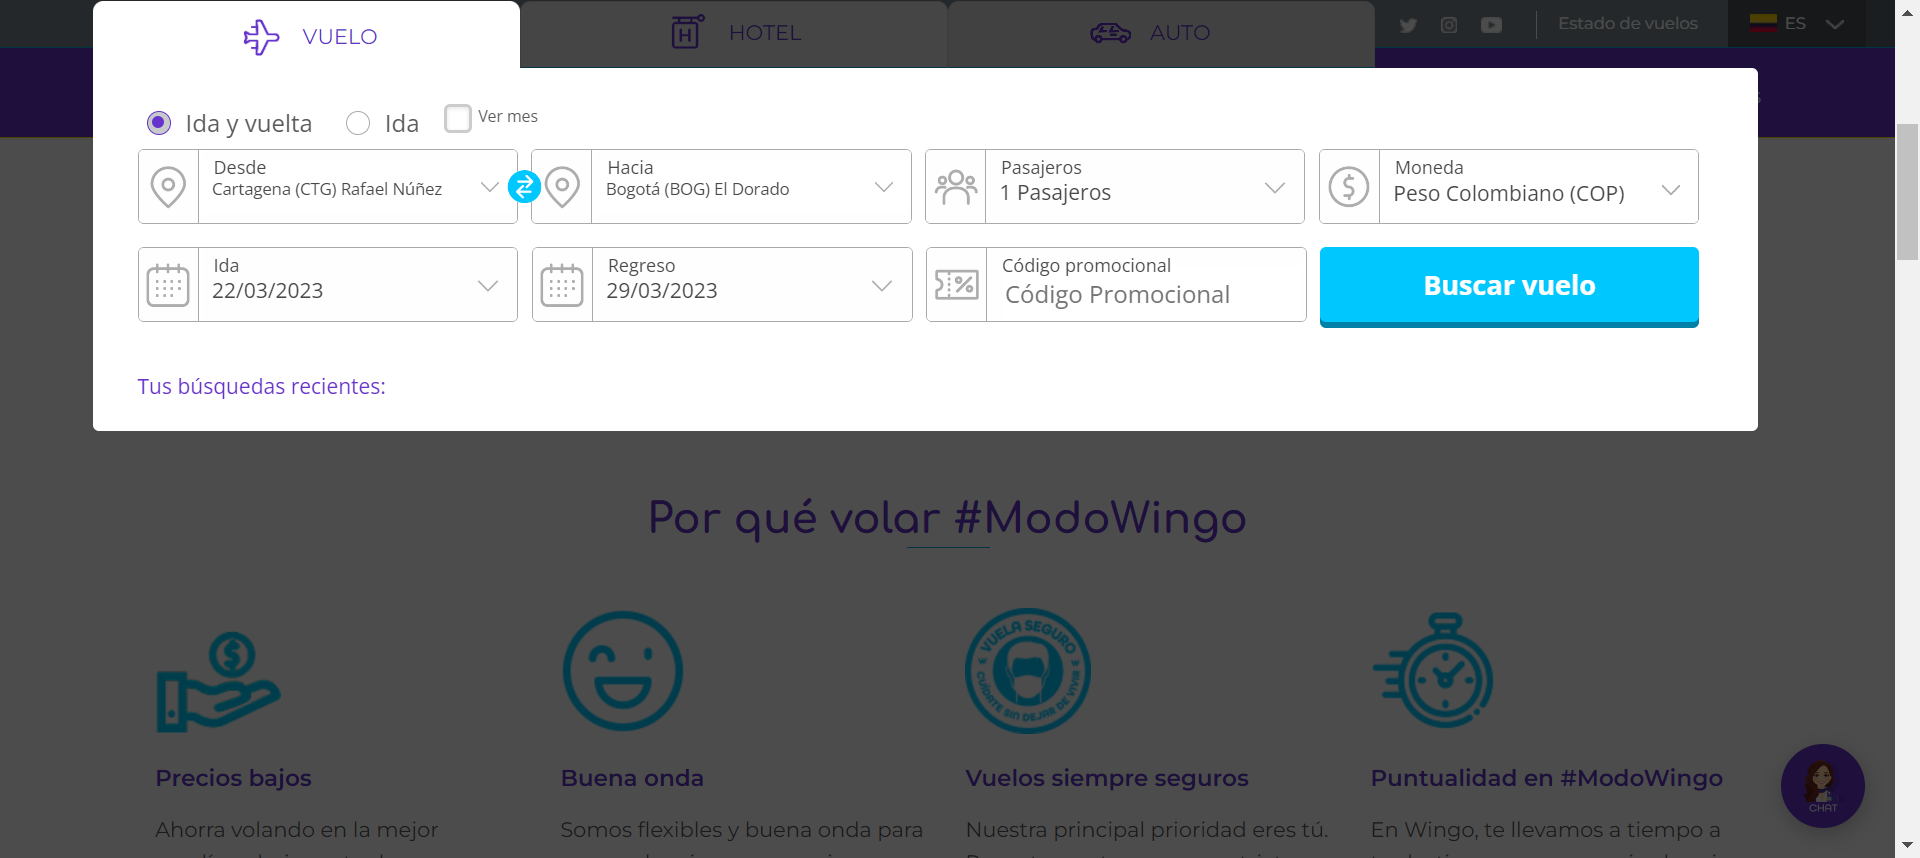 VUELO
HOTEL
AUTO
Estado de vuelos
ES
Ida y vuelta
Ida
Ver mes
Desde
Cartagena (CTG) Rafael Núñez
Hacia
Bogotá (BOG) El Dorado
Pasajeros
1 Pasajeros
Moneda
Peso Colombiano (COP)
Ida
22/03/2023
Regreso
29/03/2023
Código promocional
Código Promocional
Buscar vuelo
Tus búsquedas recientes:
Por qué volar #ModoWingo
VUELA SEGURO
CUÍDATE SIN DEJAR DE VIVIR
Precios bajos
Buena onda
Vuelos siempre seguros
Puntualidad en #ModoWingo
Ahorra volando en la mejor
Somos flexibles y buena onda para
Nuestra principal prioridad eres tú.
En Wingo, te llevamos a tiempo a
CHAT